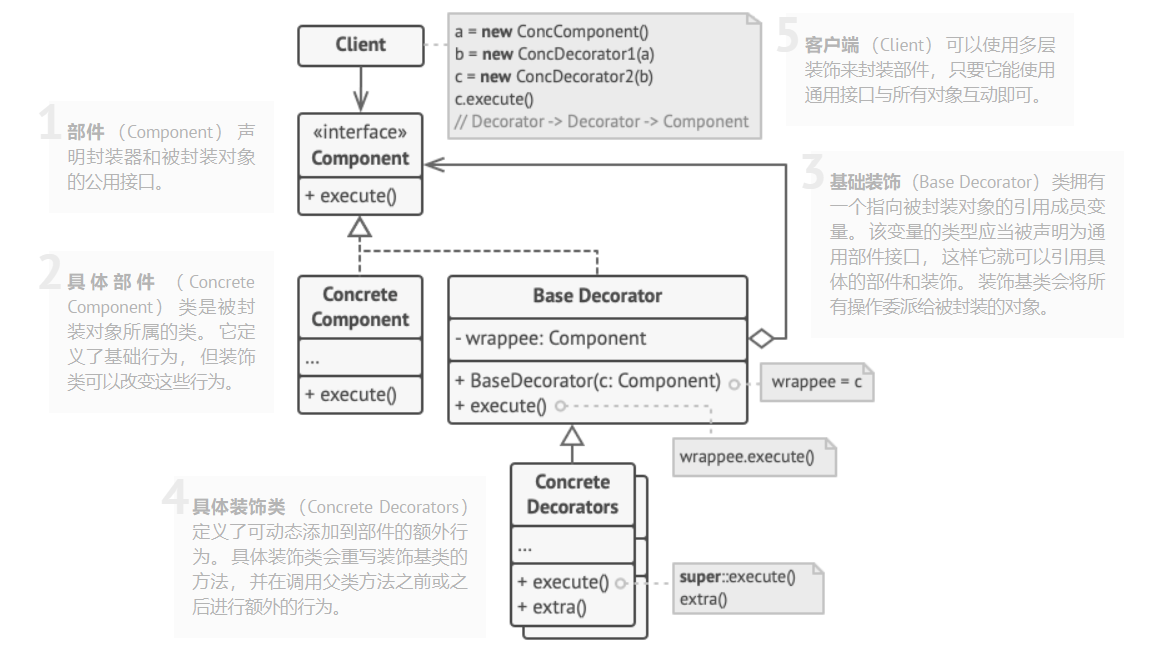 Client
a = new ConcComponent()
b = new ConcDecorator1(a)
c = new ConcDecorator2(b)
c.execute()
// Decorator -> Decorator -> Component
5
客户端 （Client） 可以使用多层
装饰来封装部件， 只要它能使用
通用接口与所有对象互动即可。
1
部件 （Component） 声
明封装器和被封装对象
的公用接口。
«interface»
Component
+ execute()
3
基础装饰 （Base Decorator） 类拥有
一个指向被封装对象的引用成员变
量。 该变量的类型应当被声明为通
用部件接口， 这样它就可以引用具
体的部件和装饰。 装饰基类会将所
有操作委派给被封装的对象。
2
具体部件 （Concrete
Component） 类是被封
装对象所属的类。 它定
义了基础行为， 但装饰
类可以改变这些行为。
Concrete
Component
...
+ execute()
Base Decorator
- wrappee: Component
+ BaseDecorator(c: Component)
+ execute()
wrappee = c
wrappee.execute()
4
具体装饰类 （Concrete Decorators）
定义了可动态添加到部件的额外行
为。 具体装饰类会重写装饰基类的
方法， 并在调用父类方法之前或之
后进行额外的行为。
Concrete
Decorators
...
+ execute()
+ extra()
super::execute()
extra()